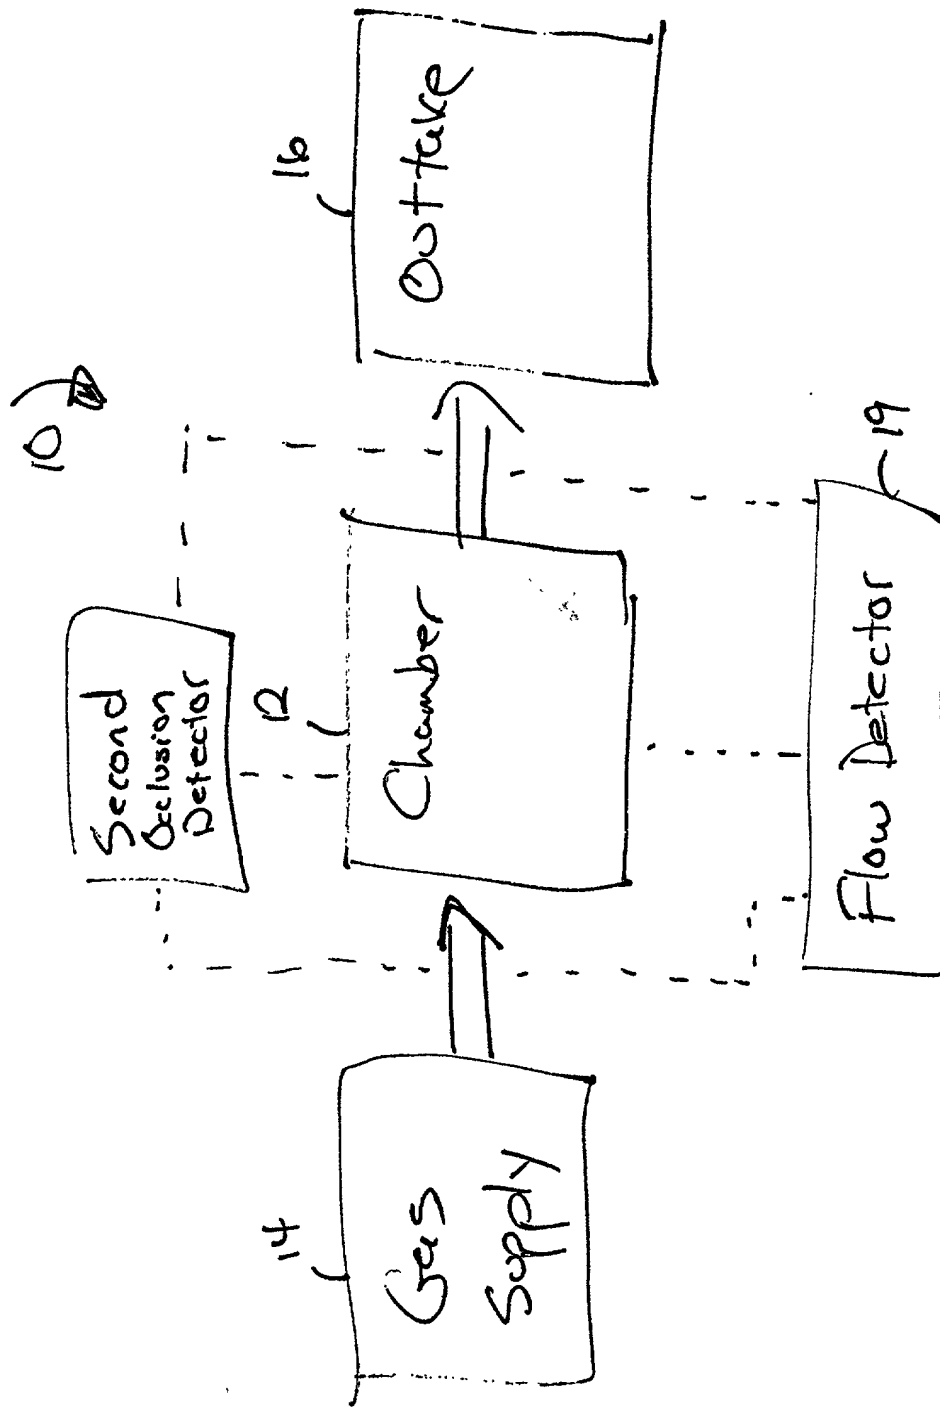 10
Second
Occlusion
Detector
14
12
16
Gas
Supply
Chamber
Outtake
Flow Detector
19